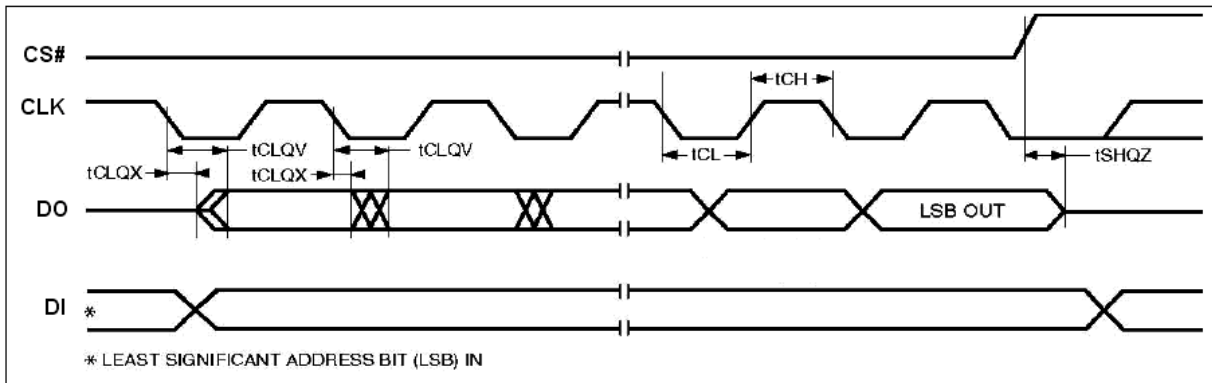 CS#
CLK
tCH
tCL
tCLQV
tCLQV
tCLQX
tCLQX
tSHQZ
DO
LSB OUT
DI
*
* LEAST SIGNIFICANT ADDRESS BIT (LSB) IN